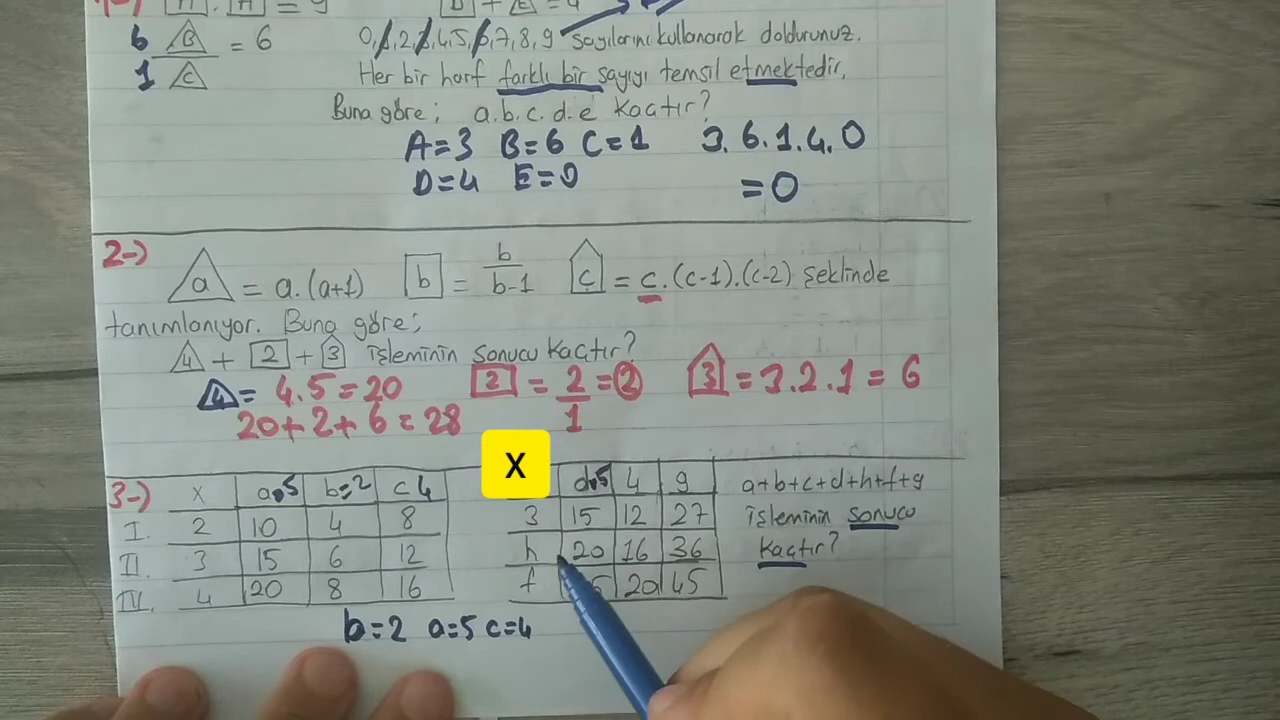 = 9 + = 4
6 B = 6 0,1,2,3,4,5,6,7,8,9 sayılarını kullanarak doldurunuz.
1 C Her bir harf farklı bir sayıyı temsil etmektedir.
Buna göre; a.b.c.d.e Kaçtır?
A=3 B=6 C=1 3.6.1.4.0
D=4 E=0 =0
2-) a = a.(a+1) b = b/b-1 c = c.(c-1).(c-2) şeklinde
tanımlanıyor. Buna göre;
4 + 2 + 3 işleminin sonucu Kaçtır?
4 = 4.5=20 2 = 2/1 =2 3 = 3.2.1 = 6
20+2+6=28
X
3-) x a=5 b=2 c 4 d=5 4 g a+b+c+d+h+f+g
I. 2 10 4 8 3 15 12 27 işleminin sonucu
II. 3 15 6 12 h 20 16 36 Kaçtır?
III. 4 20 8 16 f 5 20 45
b=2 a=5 c=4